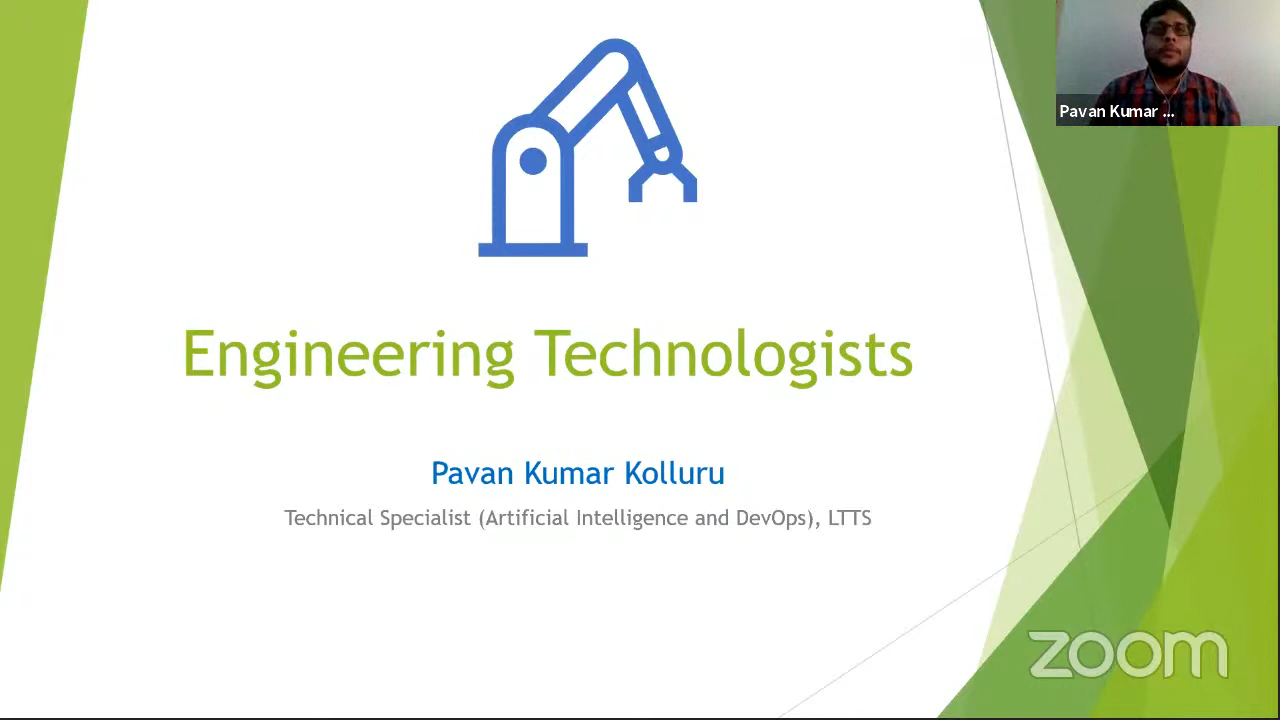 Pavan Kumar ...
Engineering Technologists
Pavan Kumar Kolluru
Technical Specialist (Artificial Intelligence and DevOps), LTTS
zoom